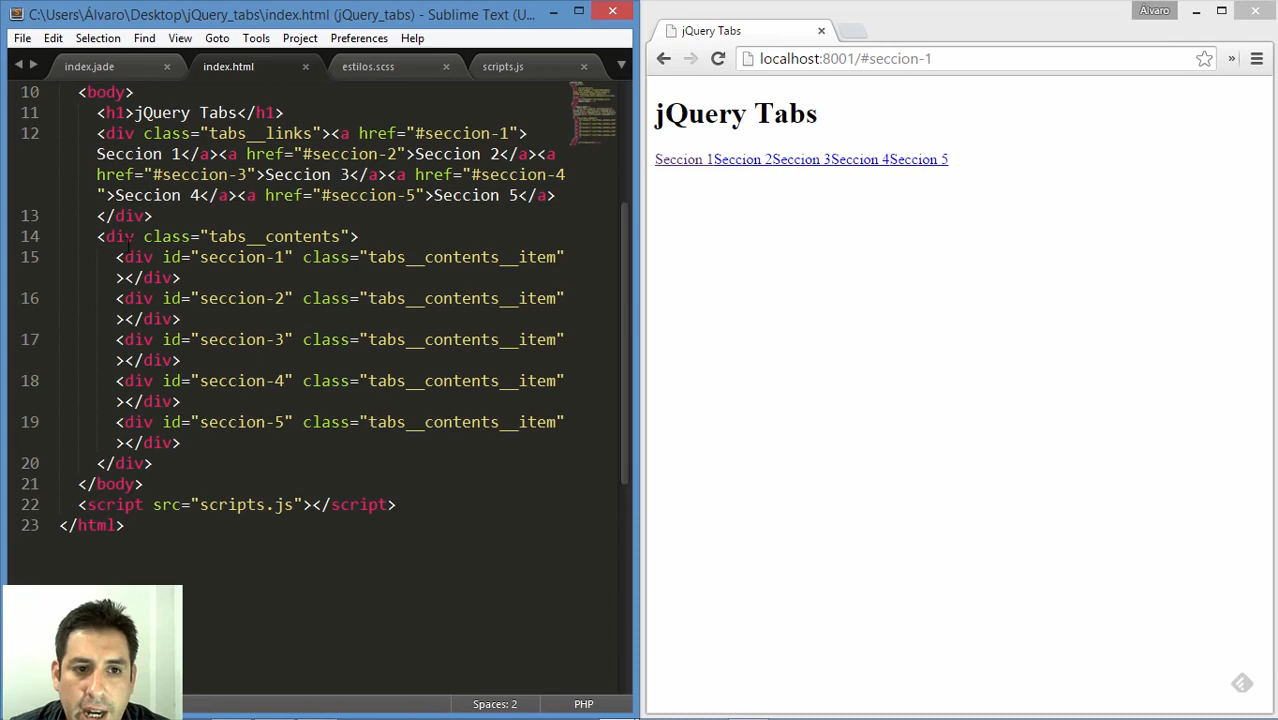 C:\Users\Álvaro\Desktop\jQuery_tabs\index.html (jQuery_tabs) - Sublime Text (U...
File Edit Selection Find View Goto Tools Project Preferences Help
index.jade index.html estilos.scss scripts.js
10 <body>
11 <h1>jQuery Tabs</h1>
12 <div class="tabs__links"><a href="#seccion-1">
Seccion 1</a><a href="#seccion-2">Seccion 2</a><a
href="#seccion-3">Seccion 3</a><a href="#seccion-4
">Seccion 4</a><a href="#seccion-5">Seccion 5</a>
13 </div>
14 <div class="tabs__contents">
15 <div id="seccion-1" class="tabs__contents__item"
></div>
16 <div id="seccion-2" class="tabs__contents__item"
></div>
17 <div id="seccion-3" class="tabs__contents__item"
></div>
18 <div id="seccion-4" class="tabs__contents__item"
></div>
19 <div id="seccion-5" class="tabs__contents__item"
></div>
20 </div>
21 </body>
22 <script src="scripts.js"></script>
23 </html>
Spaces: 2 PHP
Álvaro
jQuery Tabs
localhost:8001/#seccion-1
jQuery Tabs
Seccion 1Seccion 2Seccion 3Seccion 4Seccion 5